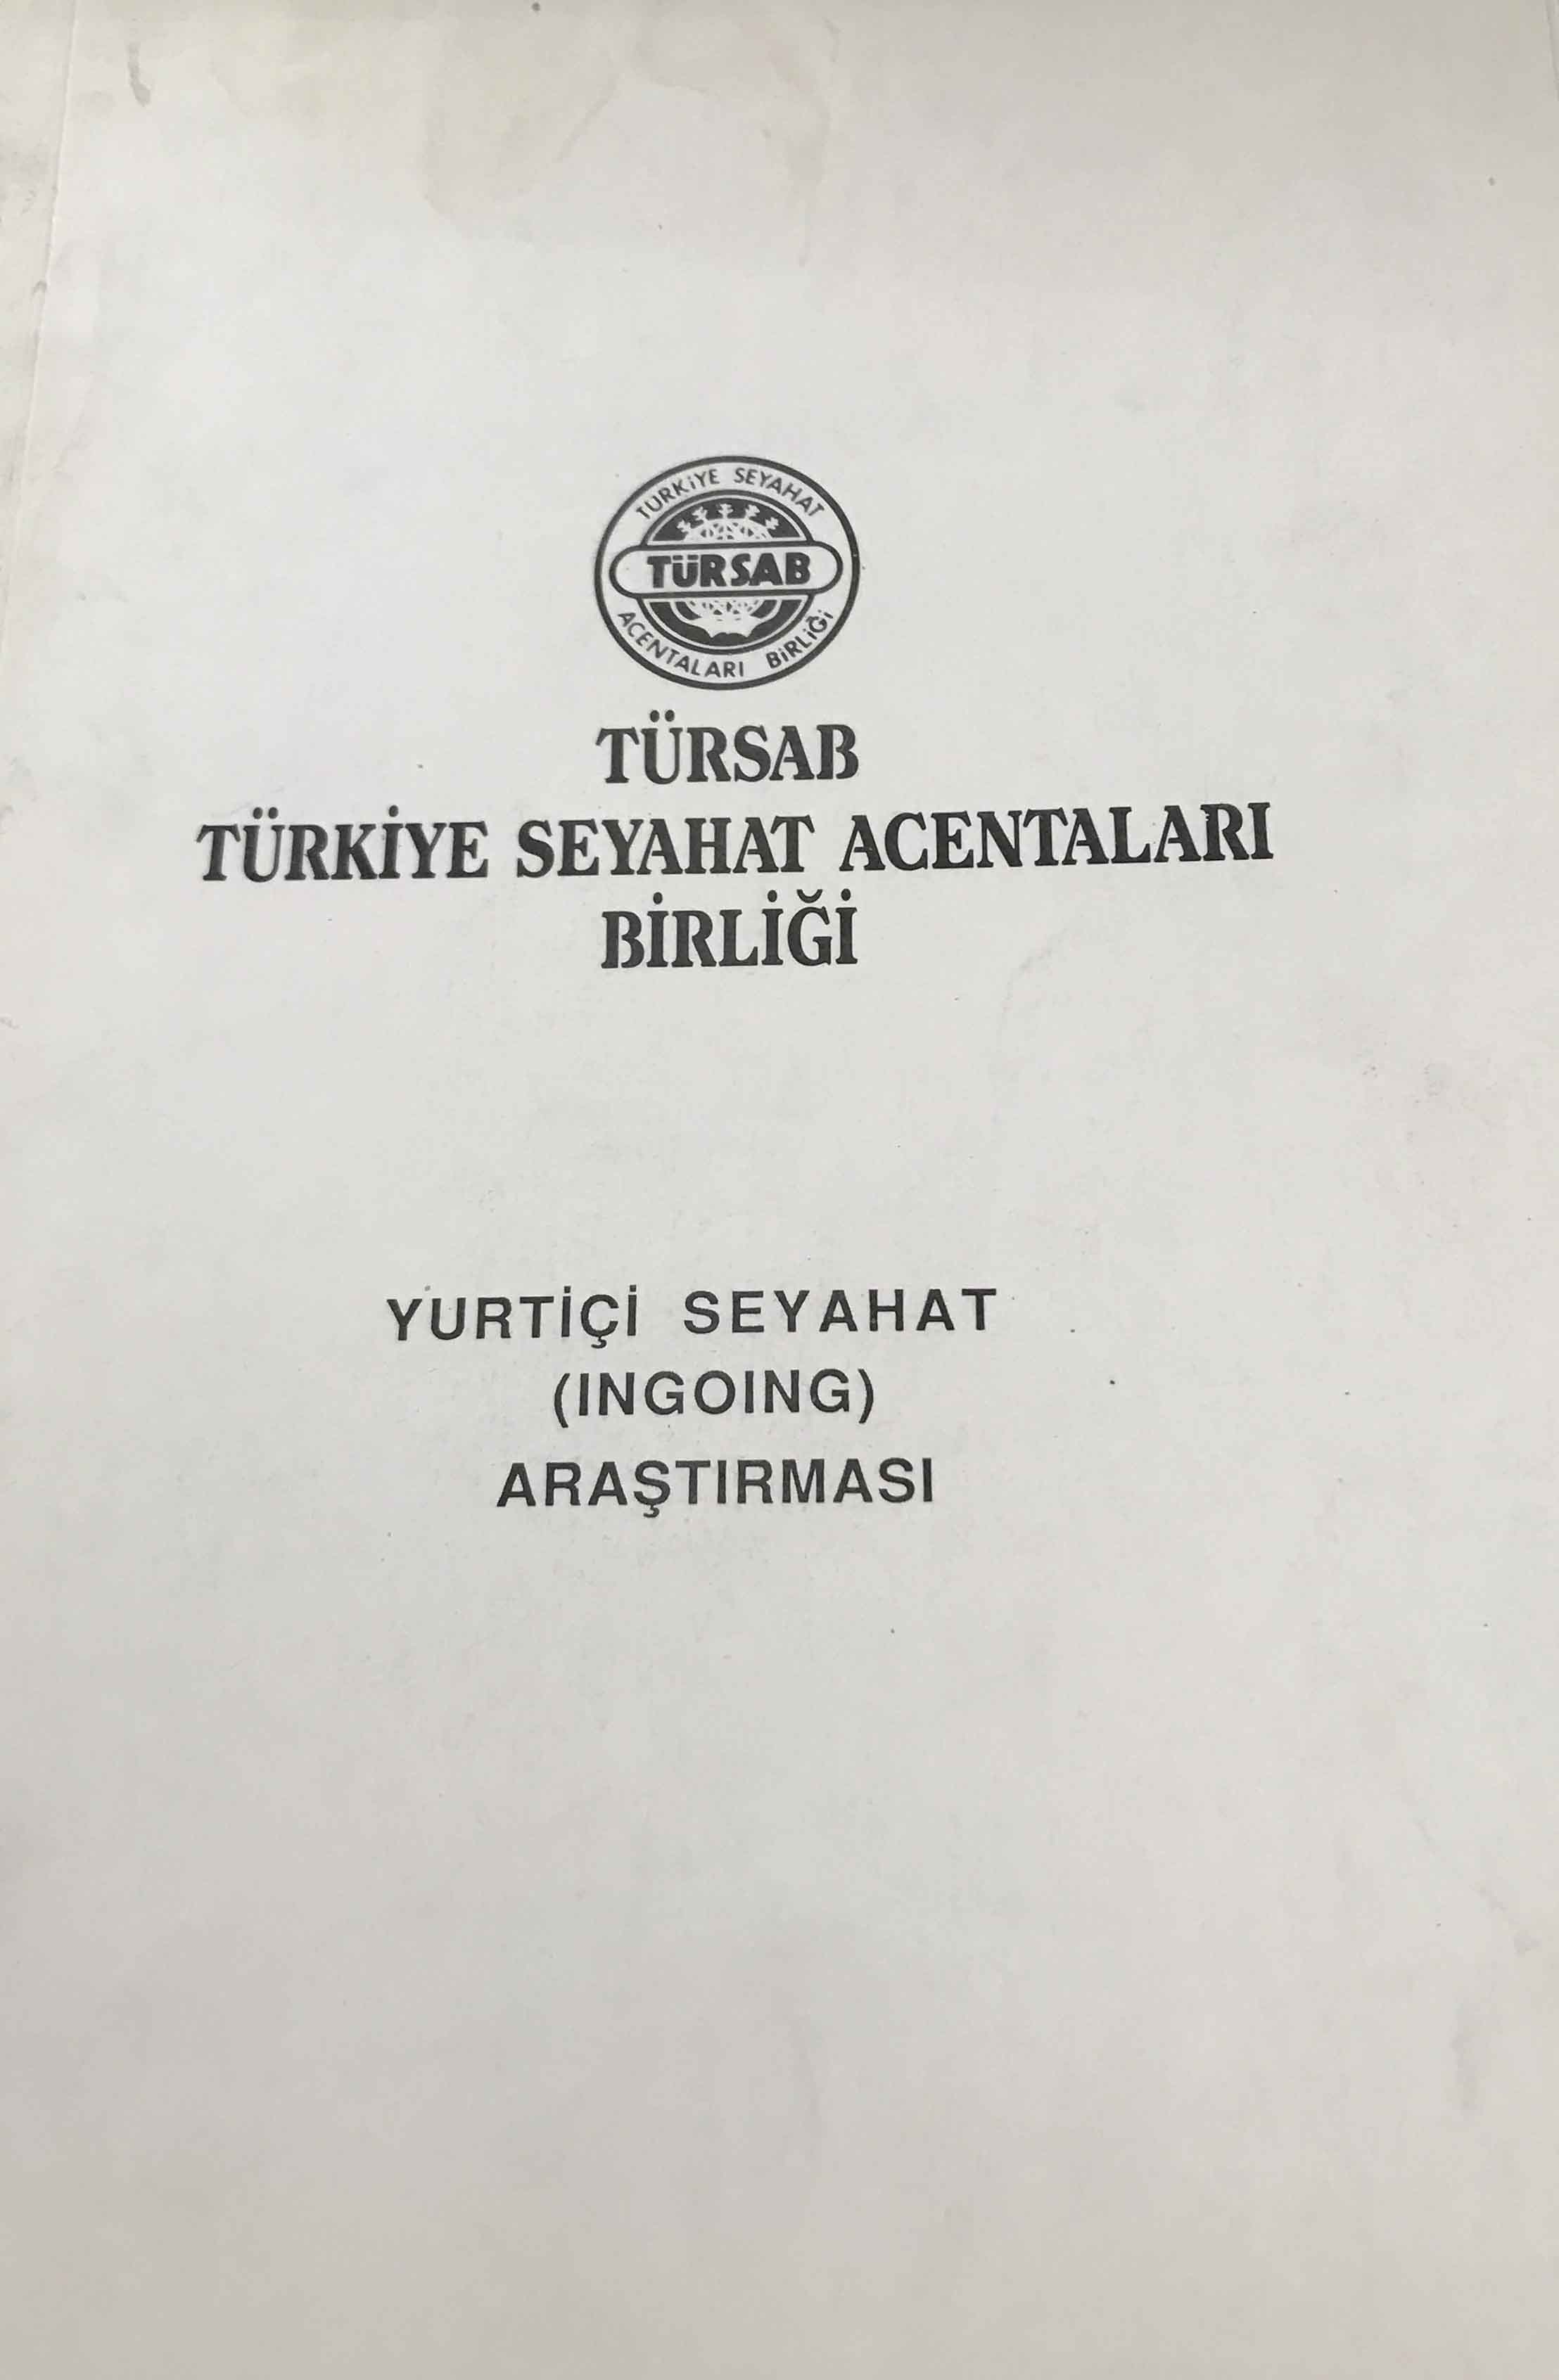 TÜRKİYE SEYAHAT
TÜRSAB
ACENTALARI BİRLİĞİ
TÜRSAB
TÜRKİYE SEYAHAT ACENTALARI
BİRLİĞİ
YURTİÇİ SEYAHAT
(INGOING)
ARAŞTIRMASI